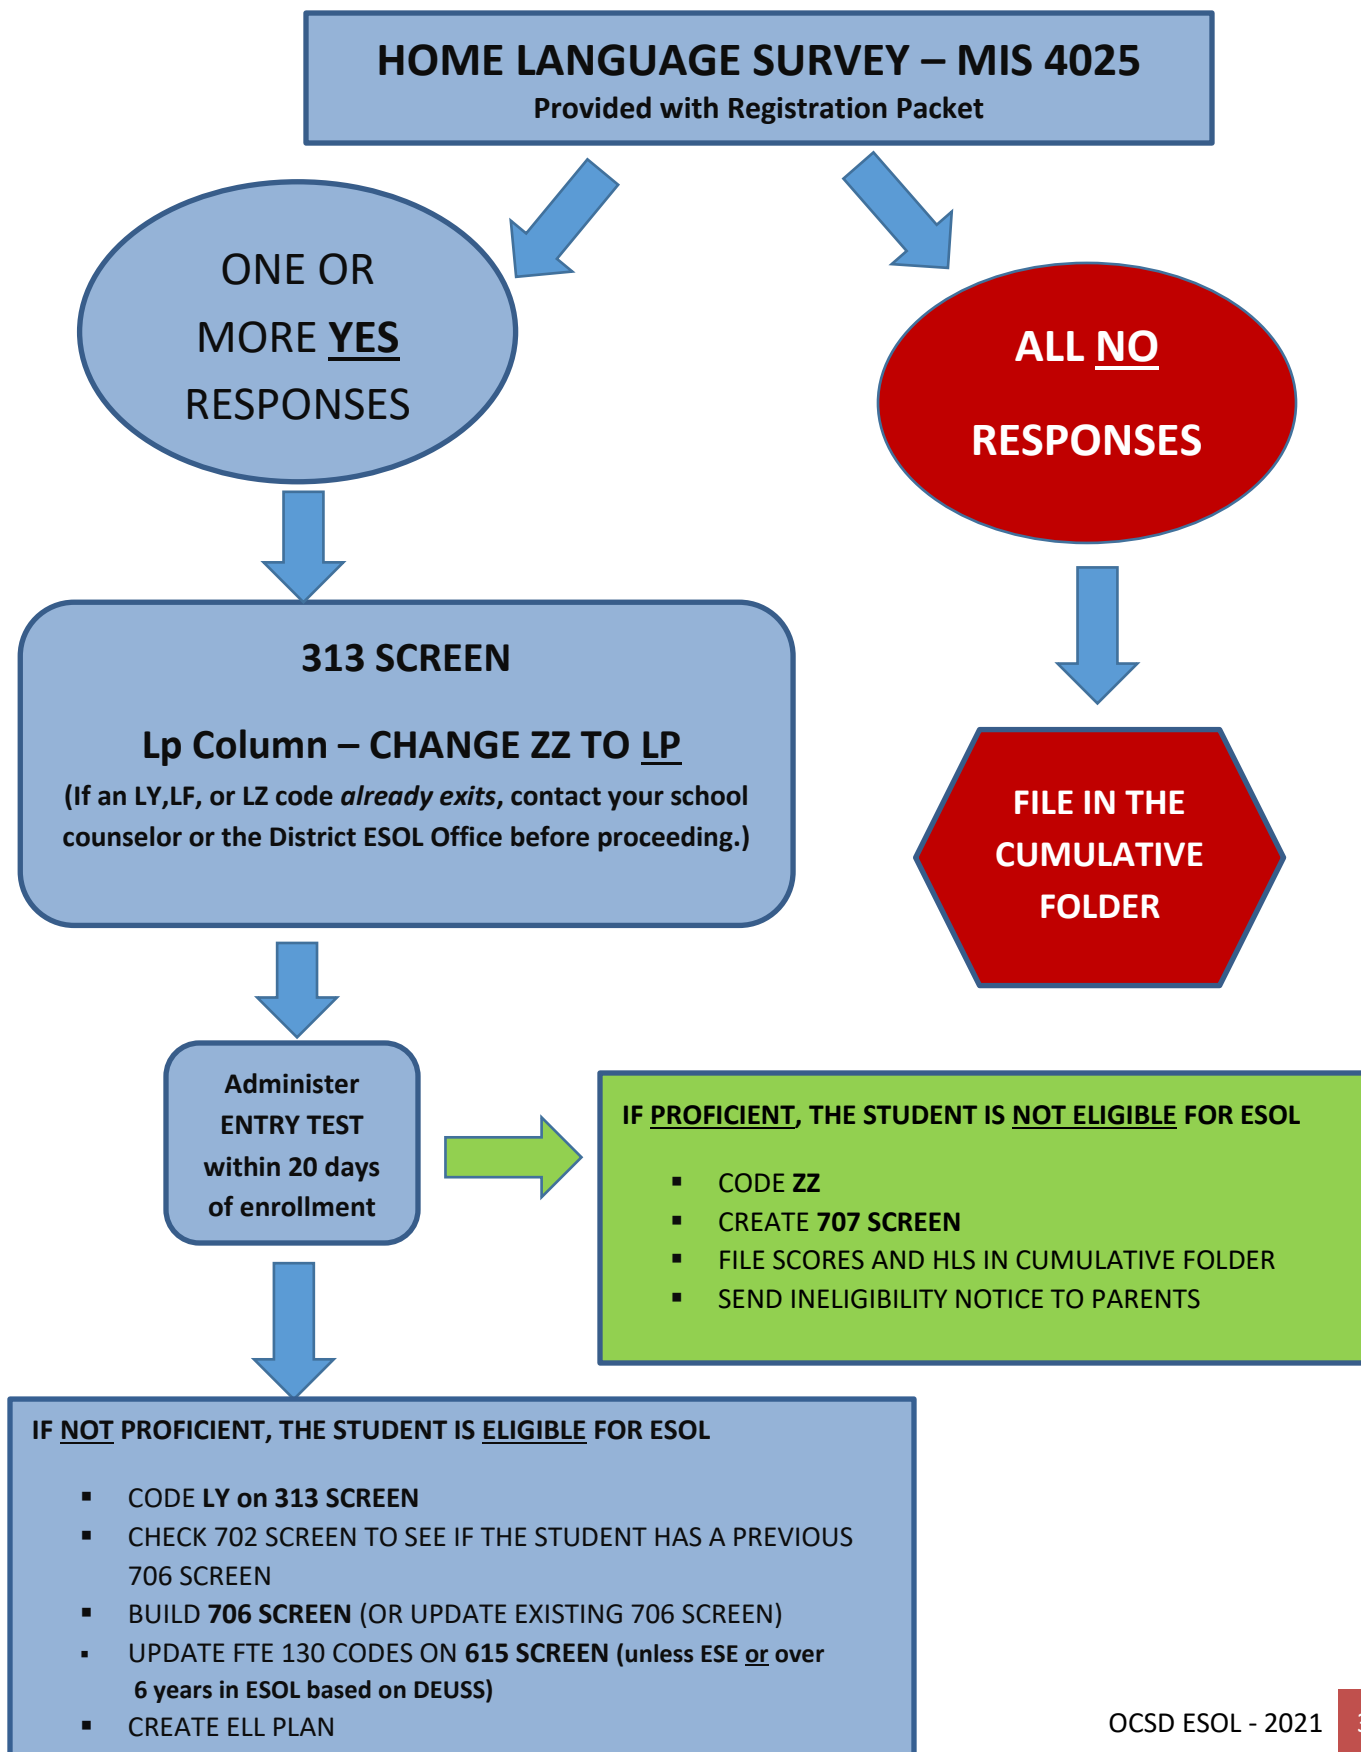 HOME LANGUAGE SURVEY – MIS 4025
Provided with Registration Packet
ONE OR
MORE YES
RESPONSES
ALL NO
RESPONSES
313 SCREEN
Lp Column – CHANGE ZZ TO LP
(If an LY,LF, or LZ code already exits, contact your school
counselor or the District ESOL Office before proceeding.)
FILE IN THE
CUMULATIVE
FOLDER
Administer
ENTRY TEST
within 20 days
of enrollment
IF PROFICIENT, THE STUDENT IS NOT ELIGIBLE FOR ESOL
▪ CODE ZZ
▪ CREATE 707 SCREEN
▪ FILE SCORES AND HLS IN CUMULATIVE FOLDER
▪ SEND INELIGIBILITY NOTICE TO PARENTS
IF NOT PROFICIENT, THE STUDENT IS ELIGIBLE FOR ESOL
▪ CODE LY on 313 SCREEN
▪ CHECK 702 SCREEN TO SEE IF THE STUDENT HAS A PREVIOUS
706 SCREEN
▪ BUILD 706 SCREEN (OR UPDATE EXISTING 706 SCREEN)
▪ UPDATE FTE 130 CODES ON 615 SCREEN (unless ESE or over
6 years in ESOL based on DEUSS)
▪ CREATE ELL PLAN
OCSD ESOL - 2021